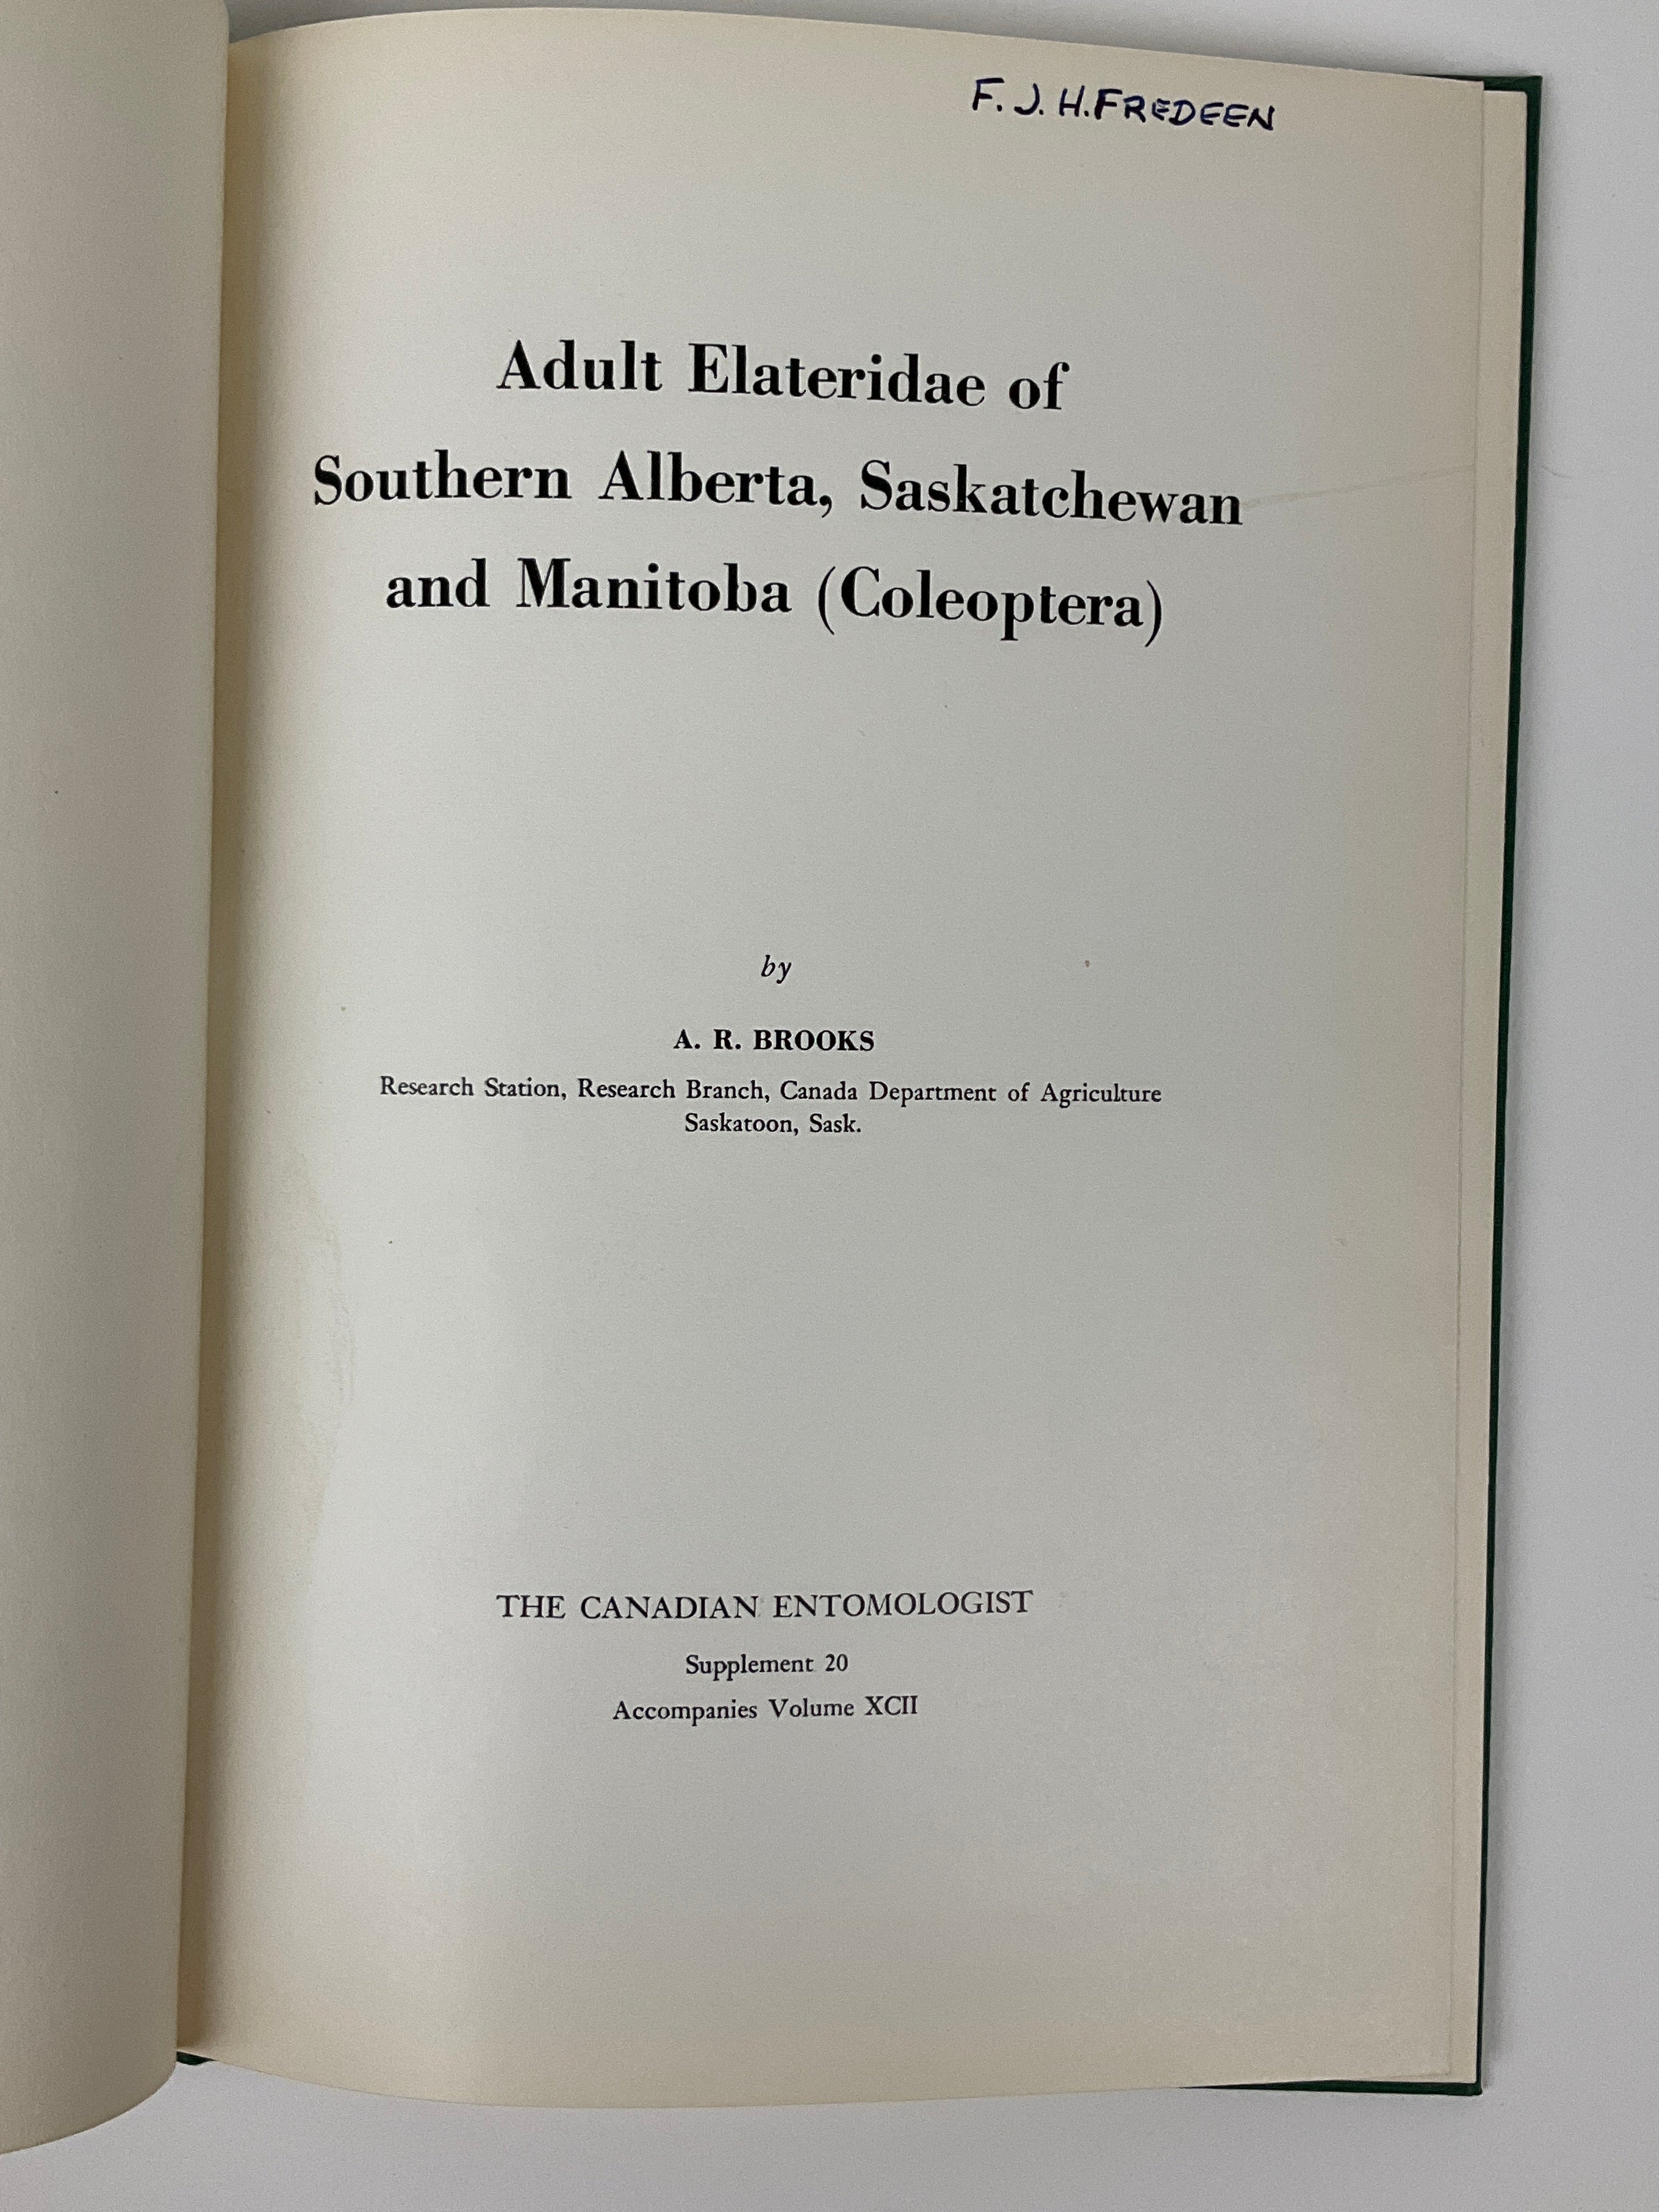 F. J. H. FREDEEN
Adult Elateridae of
Southern Alberta, Saskatchewan
and Manitoba (Coleoptera)
by
A. R. BROOKS
Research Station, Research Branch, Canada Department of Agriculture
Saskatoon, Sask.
THE CANADIAN ENTOMOLOGIST
Supplement 20
Accompanies Volume XCII